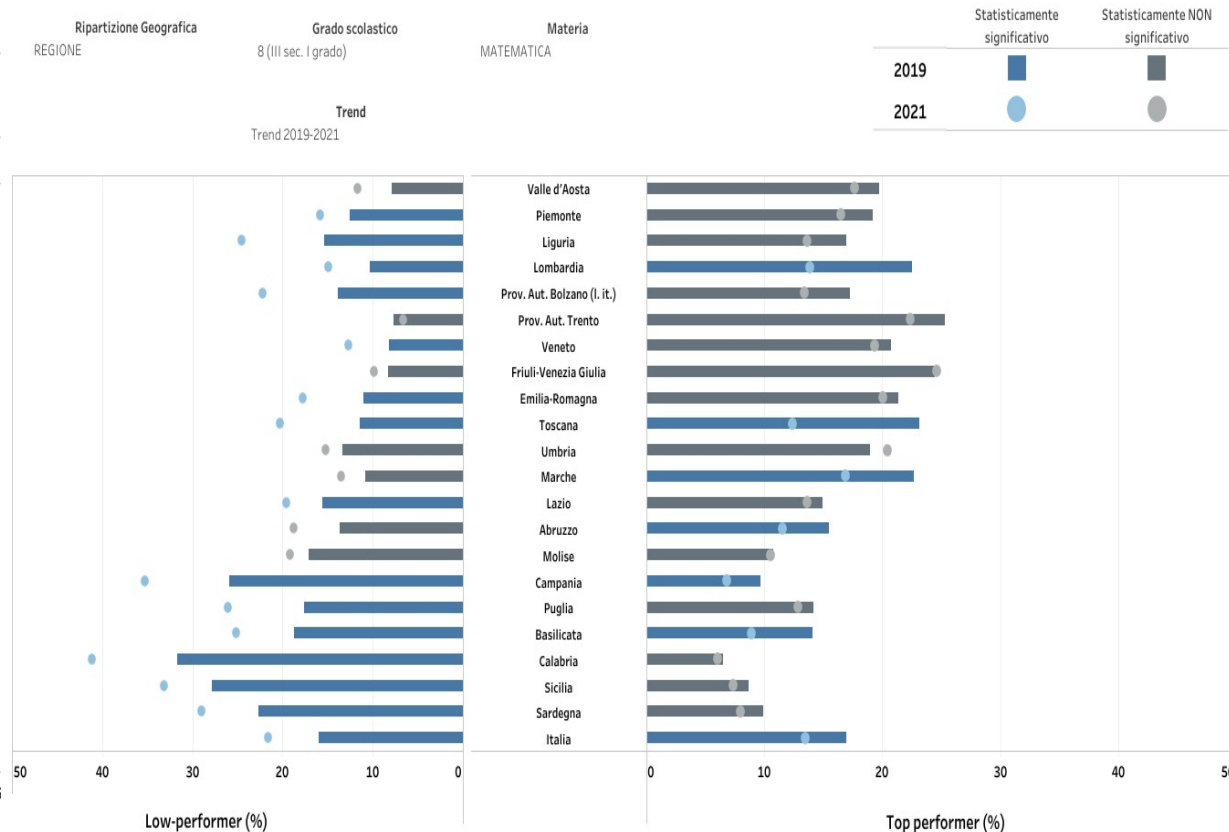 Ripartizione Geografica
Grado scolastico
Materia
REGIONE
8 (III sec. I grado)
MATEMATICA
Trend
Trend 2019-2021
Statisticamente significativo
Statisticamente NON significativo
2019
2021
Valle d'Aosta
Piemonte
Liguria
Lombardia
Prov. Aut. Bolzano (l. it.)
Prov. Aut. Trento
Veneto
Friuli-Venezia Giulia
Emilia-Romagna
Toscana
Umbria
Marche
Lazio
Abruzzo
Molise
Campania
Puglia
Basilicata
Calabria
Sicilia
Sardegna
Italia
50 40 30 20 10 0
0 10 20 30 40
Low-performer (%)
Top performer (%)